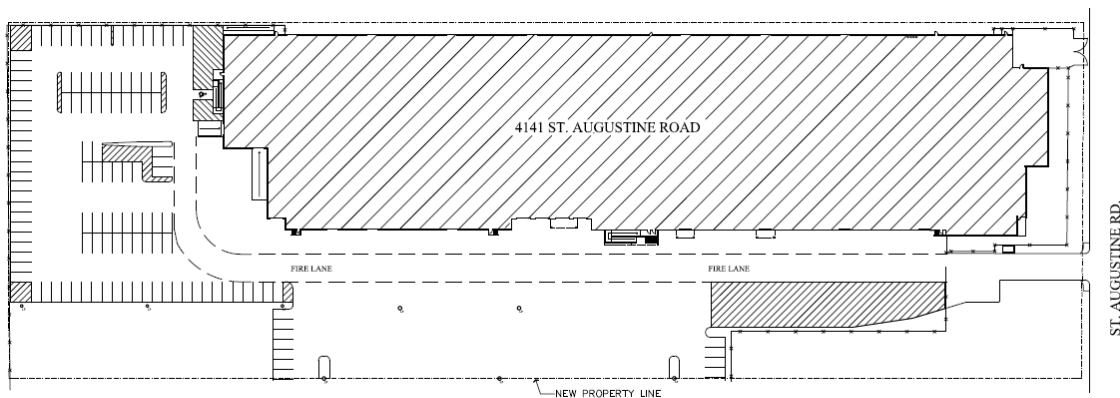 4141 ST. AUGUSTINE ROAD
FIRE LANE
FIRE LANE
ST. AUGUSTINE RD.
NEW PROPERTY LINE